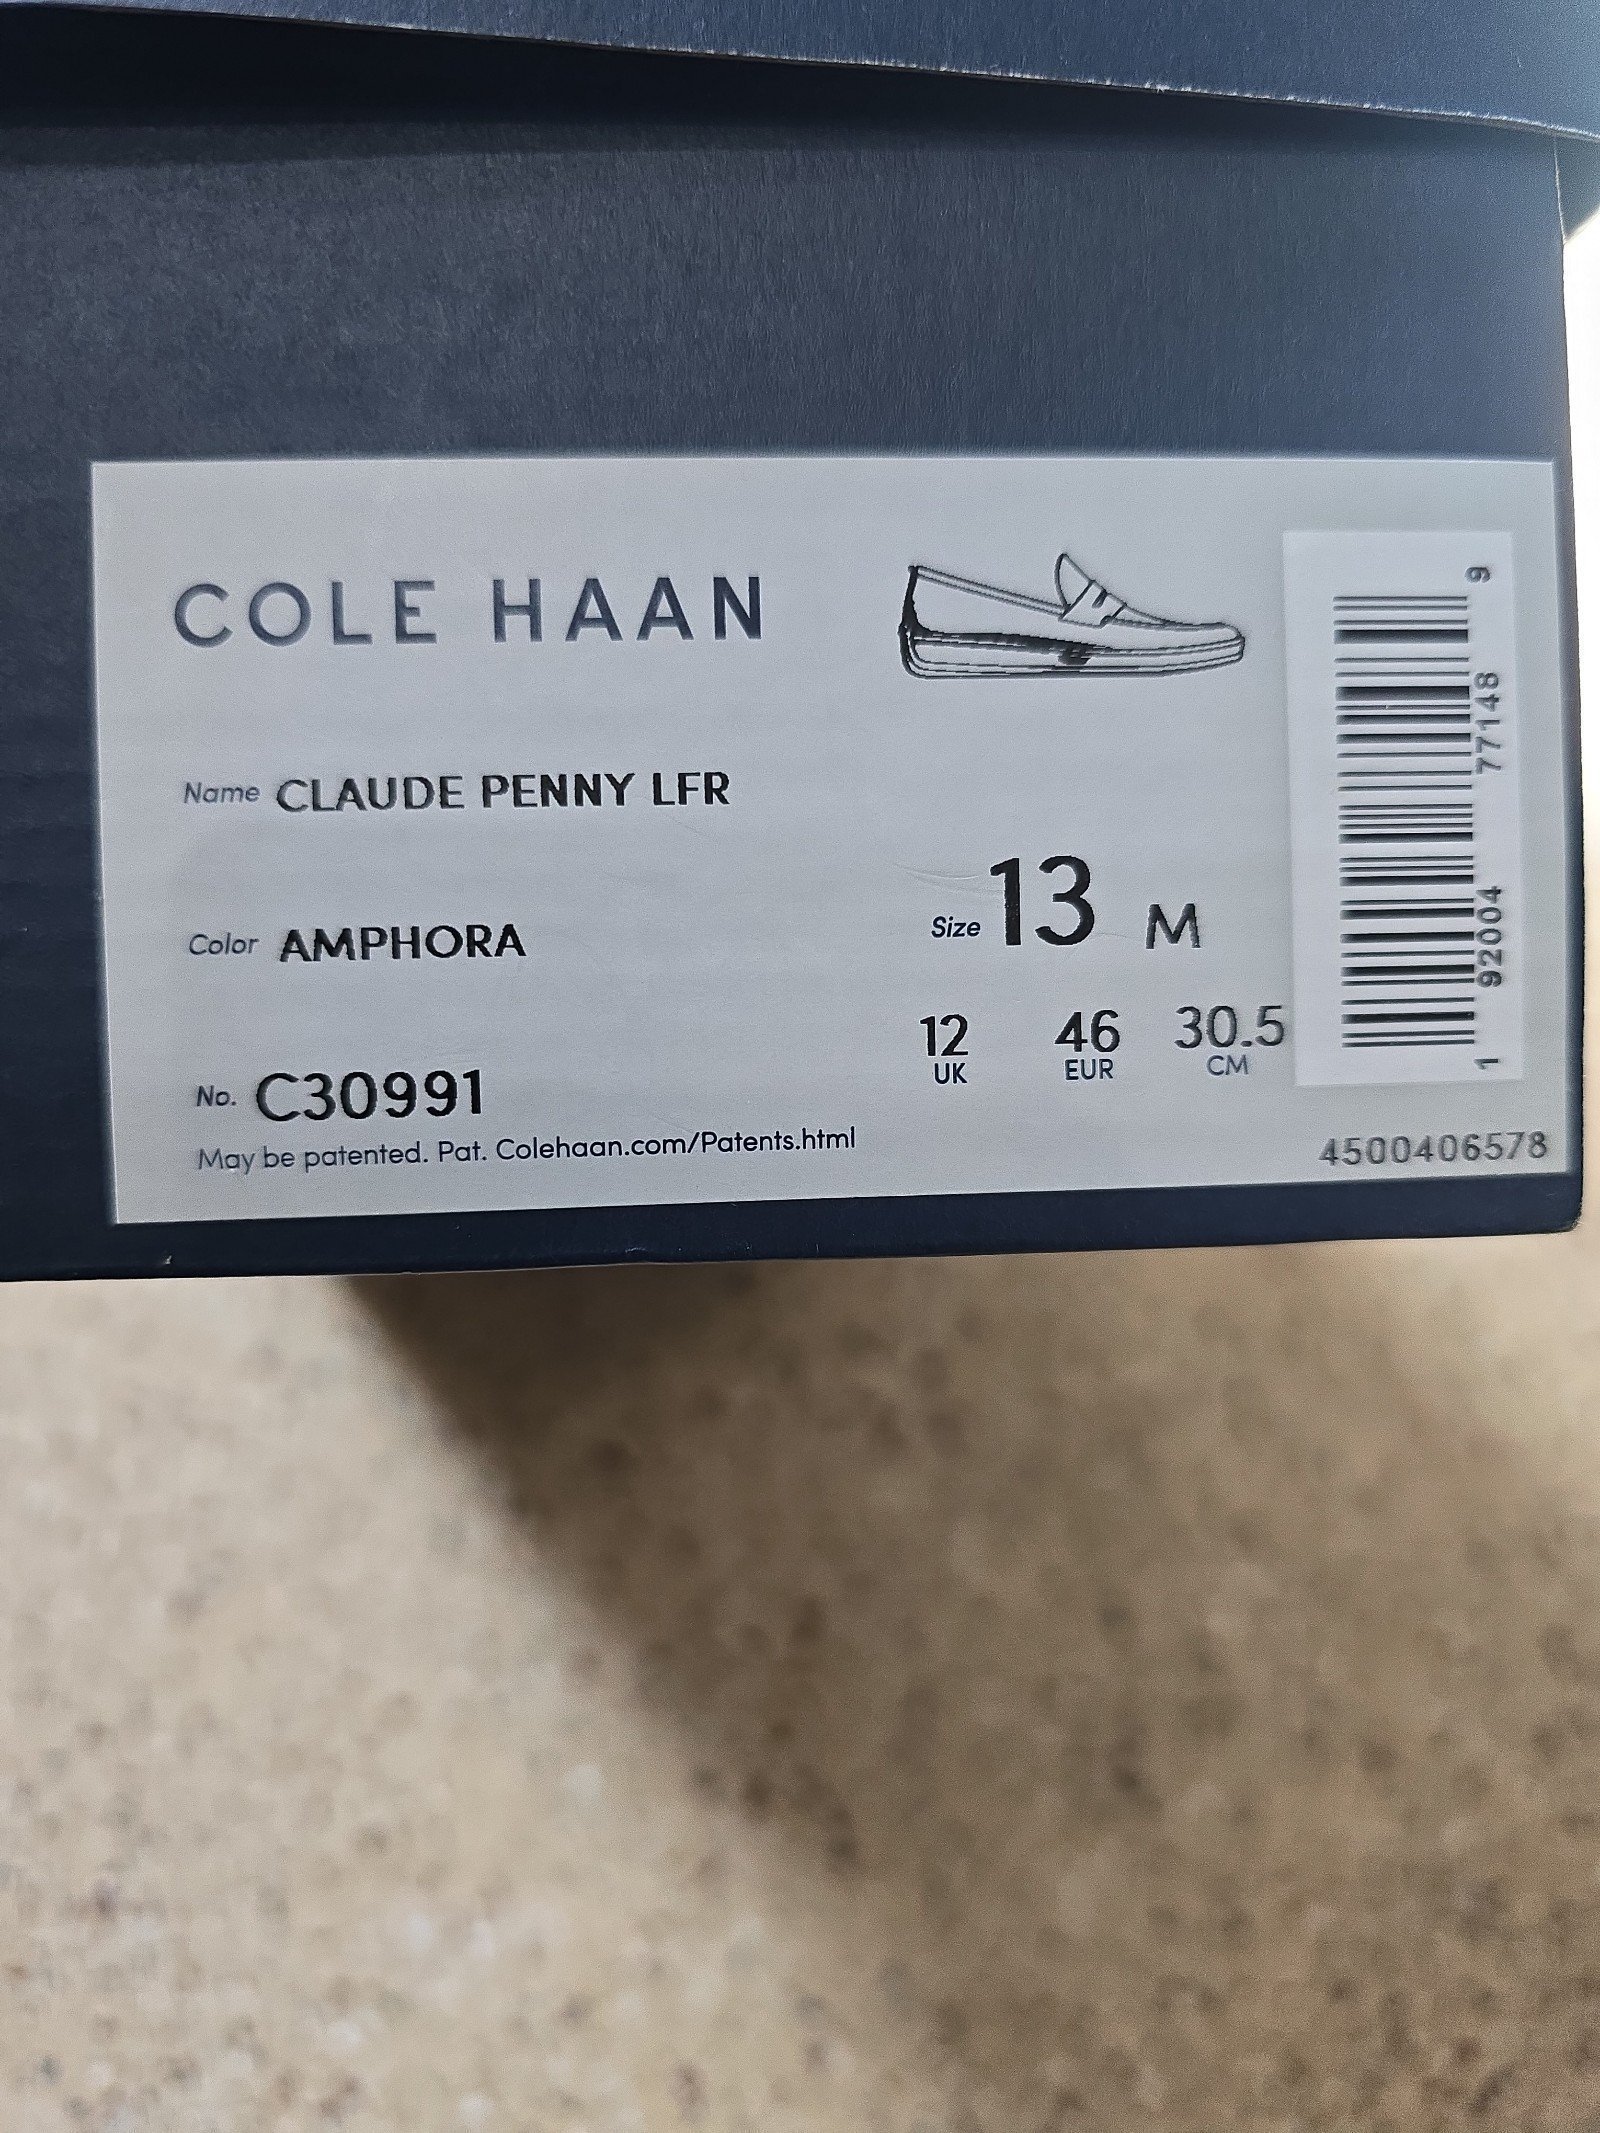 COLE HAAN
Name CLAUDE PENNY LFR
Color AMPHORA
Size 13 M
12 46 30.5
UK EUR CM
No. C30991
May be patented. Pat. Colehaan.com/Patents.html
1 92004 77148 9
4500406578